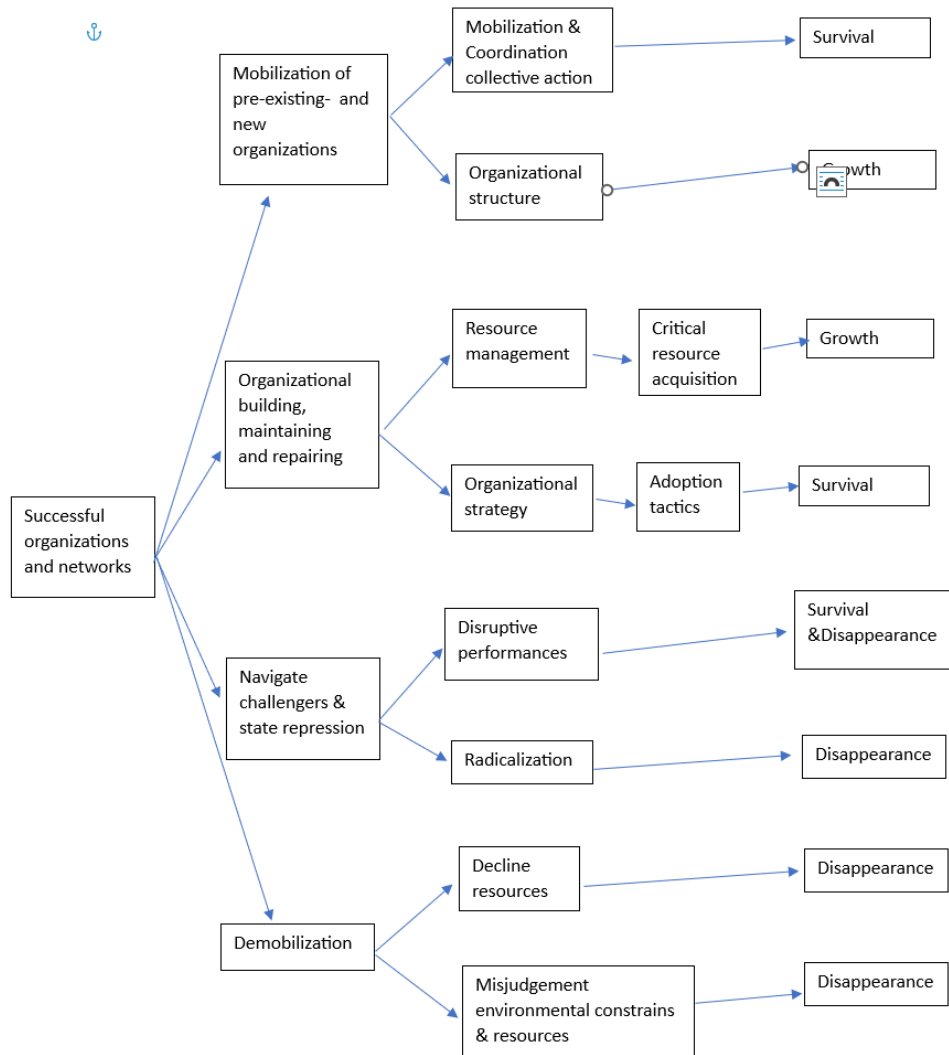 Mobilization &
Coordination
collective action
Survival
Mobilization of
pre-existing- and
new
organizations
Organizational
structure
Growth
Resource
management
Critical
resource
acquisition
Growth
Organizational
building,
maintaining
and repairing
Organizational
strategy
Adoption
tactics
Survival
Successful
organizations
and networks
Disruptive
performances
Survival
&Disappearance
Navigate
challengers &
state repression
Radicalization
Disappearance
Decline
resources
Disappearance
Demobilization
Misjudgement
environmental constrains
& resources
Disappearance